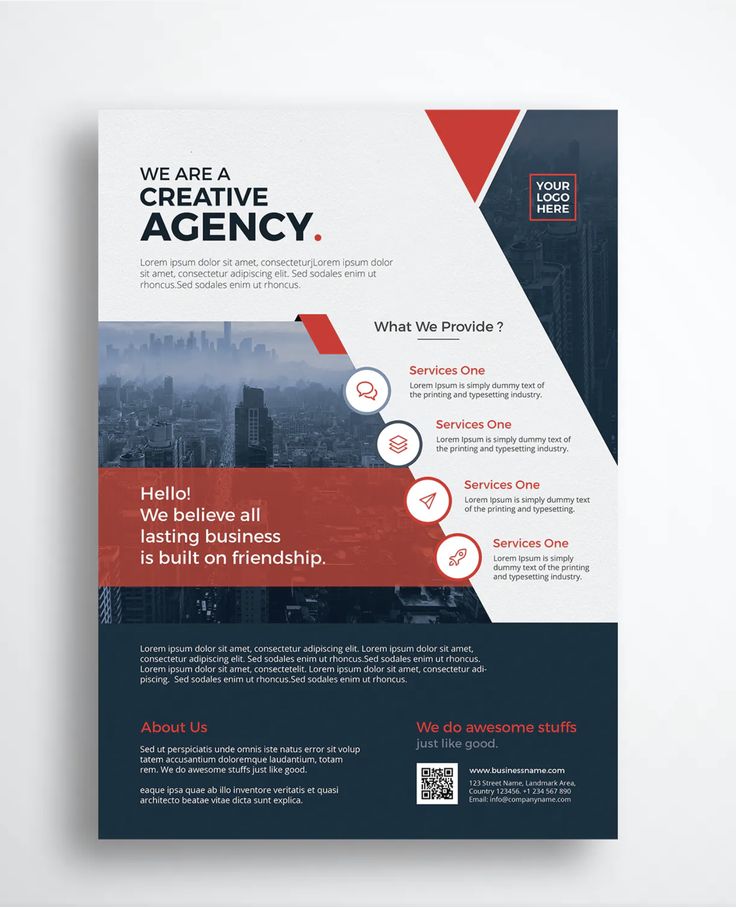 WE ARE A
CREATIVE
AGENCY.
Lorem ipsum dolor sit amet, consecteturjLorem ipsum dolor
sit amet, consectetur adipiscing elit. Sed sodales enim ut
rhoncus.Sed sodales enim ut rhoncus.
YOUR
LOGO
HERE
What We Provide ?
Services One
Lorem Ipsum is simply dummy text of
the printing and typesetting industry.
Services One
Lorem Ipsum is simply dummy text of
the printing and typesetting industry.
Services One
Lorem Ipsum is simply dummy text
of the printing and typesetting.
Services One
Lorem Ipsum is simply
dummy text of the printing
and typesetting industry.
Hello!
We believe all
lasting business
is built on friendship.
Lorem ipsum dolor sit amet, consectetur adipiscing elit. Lorem ipsum dolor sit amet,
consectetur adipiscing elit. Sed sodales enim ut rhoncus.Sed sodales enim ut rhoncus.
Lorem ipsum dolor sit amet, consectetelit. Lorem ipsum dolor sit amet, consectetur adi-
piscing. Sed sodales enim ut rhoncus.Sed sodales enim ut rhoncus.
About Us
Sed ut perspiciatis unde omnis iste natus error sit volup
tatem accusantium doloremque laudantium, totam
rem. We do awesome stuffs just like good.
eaque ipsa quae ab illo inventore veritatis et quasi
architecto beatae vitae dicta sunt explica.
We do awesome stuffs
just like good.
www.businessname.com
123 Street Name, Landmark Area,
Country 123456. +1 234 567 890
Email: info@companyname.com